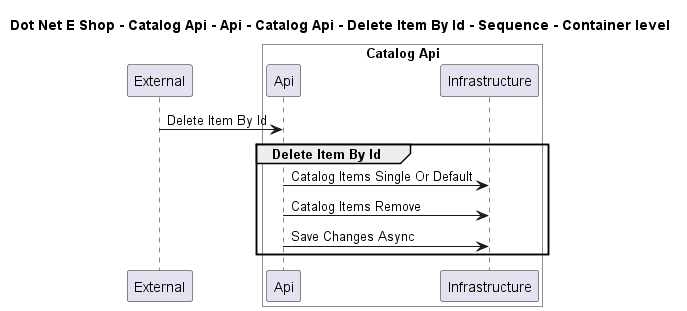 Dot Net E Shop - Catalog Api - Api - Catalog Api - Delete Item By Id - Sequence - Container level
Catalog Api
External
Api
Infrastructure
Delete Item By Id
Delete Item By Id
Catalog Items Single Or Default
Catalog Items Remove
Save Changes Async
External
Api
Infrastructure